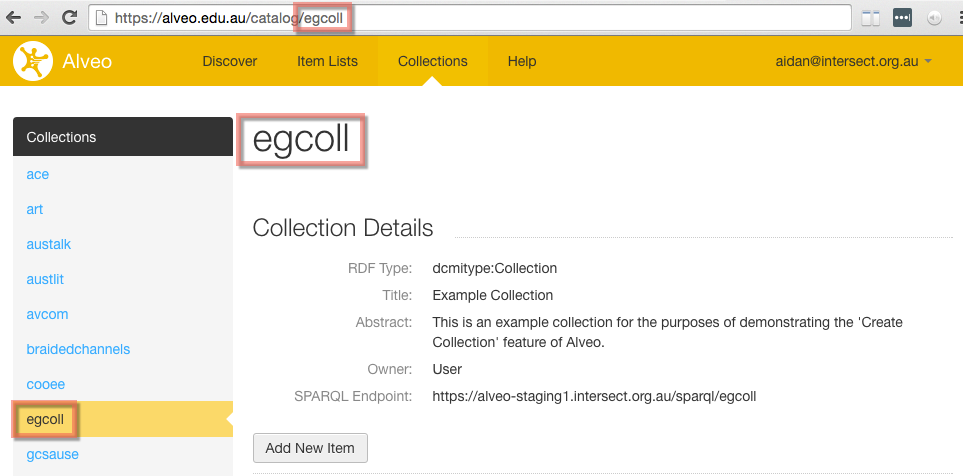 https://alveo.edu.au/catalog/egcoll
Alveo
Discover
Item Lists
Collections
Help
aidan@intersect.org.au
Collections
ace
art
austalk
austlit
avcom
braidedchannels
cooee
egcoll
gcsause
egcoll
Collection Details
RDF Type: dcmitype:Collection
Title: Example Collection
Abstract: This is an example collection for the purposes of demonstrating the 'Create
Collection' feature of Alveo.
Owner: User
SPARQL Endpoint: https://alveo-staging1.intersect.org.au/sparql/egcoll
Add New Item